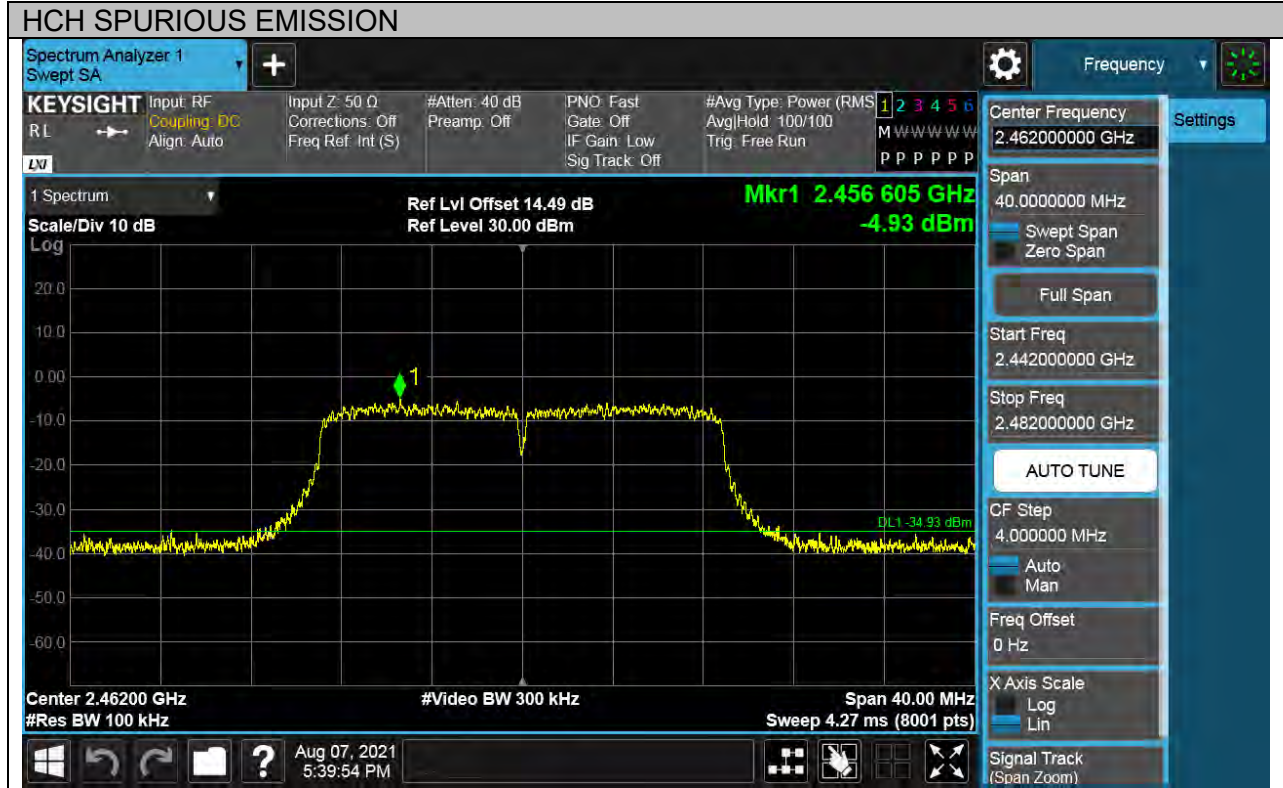 HCH SPURIOUS EMISSION
Spectrum Analyzer 1
Swept SA
+
Frequency
KEYSIGHT
RL
LXI
Input: RF
Coupling: DC
Align: Auto
Input Z: 50 Ω
Corrections: Off
Freq Ref: Int (S)
#Atten: 40 dB
Preamp: Off
PNO: Fast
Gate: Off
IF Gain: Low
Sig Track: Off
#Avg Type: Power (RMS
Avg|Hold: 100/100
Trig: Free Run
1 2 3 4 5 6
M W W W W W
P P P P P P
Center Frequency
2.462000000 GHz
Settings
Span
40.0000000 MHz
Swept Span
Zero Span
Full Span
Start Freq
2.442000000 GHz
Stop Freq
2.482000000 GHz
AUTO TUNE
CF Step
4.000000 MHz
Auto
Man
Freq Offset
0 Hz
X Axis Scale
Log
Lin
Signal Track
(Span Zoom)
1 Spectrum
Scale/Div 10 dB
Log
Ref Lvl Offset 14.49 dB
Ref Level 30.00 dBm
Mkr1 2.456 605 GHz
-4.93 dBm
20.0
10.0
0.00
1
-10.0
-20.0
-30.0
DL1 -34.93 dBm
-40.0
-50.0
-60.0
Center 2.46200 GHz
#Res BW 100 kHz
#Video BW 300 kHz
Span 40.00 MHz
Sweep 4.27 ms (8001 pts)
?
Aug 07, 2021
5:39:54 PM